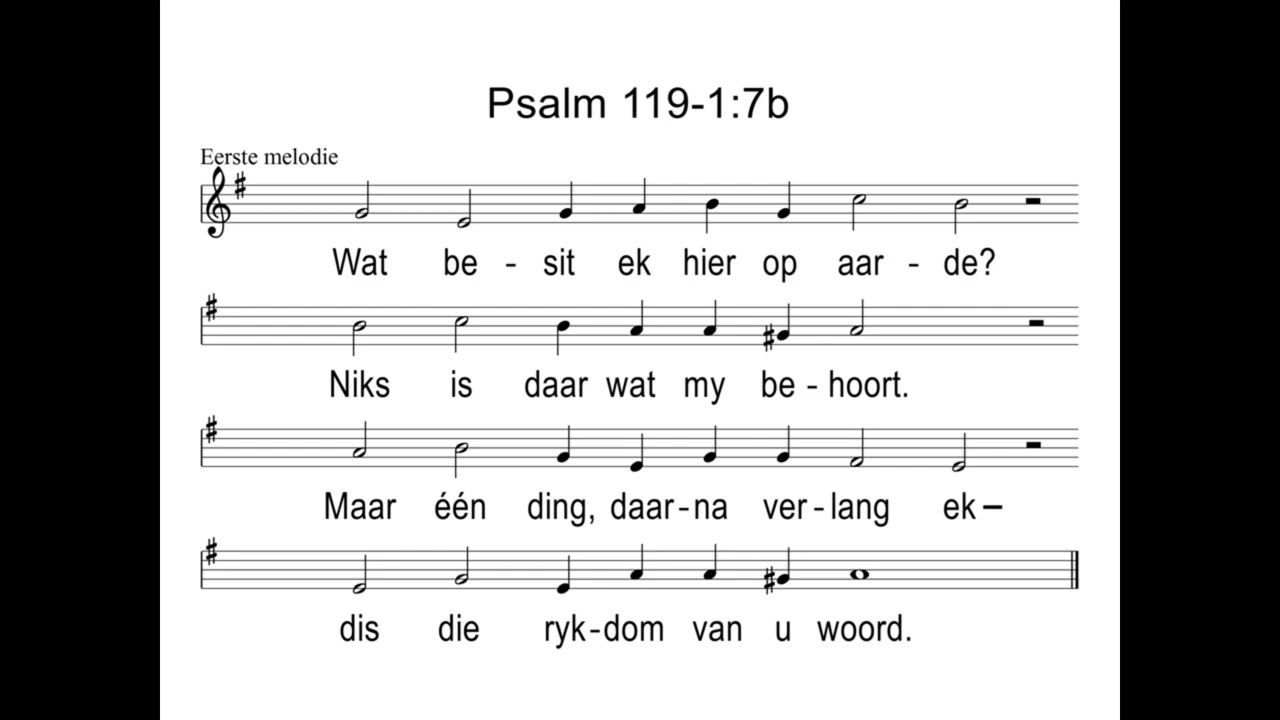 Psalm 119-1:7b
Eerste melodie
Wat be - sit ek hier op aar - de?
Niks is daar wat my be - hoort.
Maar één ding, daar - na ver - lang ek –
dis die ryk - dom van u woord.